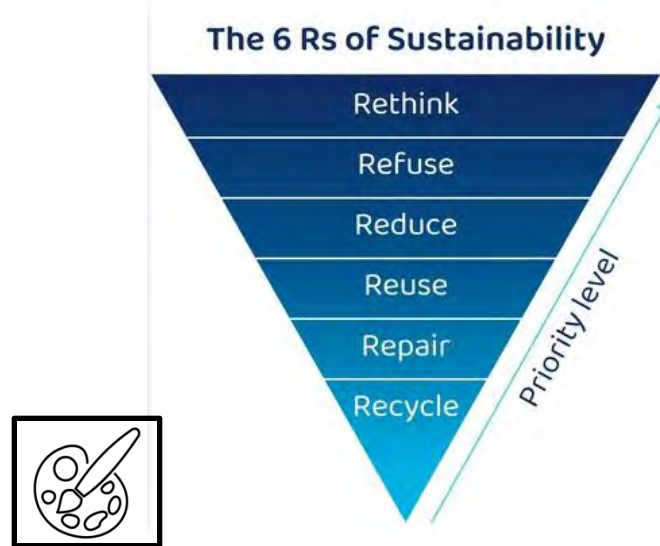 The 6 Rs of Sustainability
Rethink
Refuse
Reduce
Reuse
Repair
Recycle
Priority level